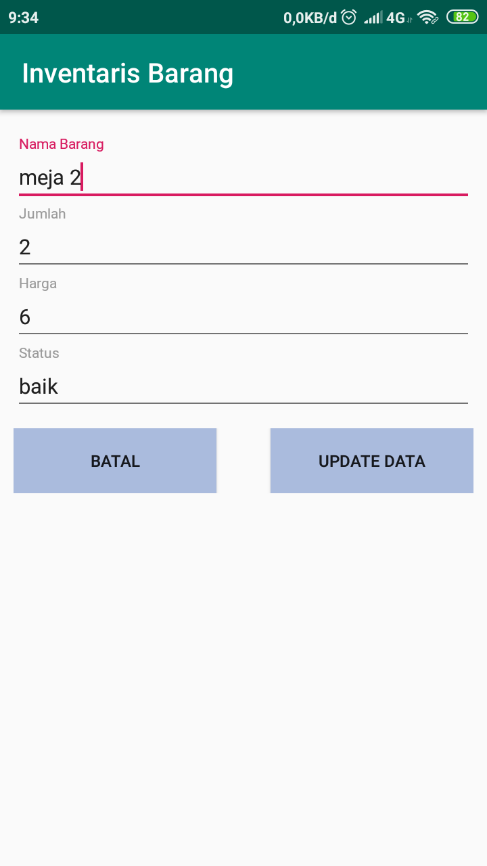 9:34 0,0KB/d 4G 82
Inventaris Barang
Nama Barang
meja 2
Jumlah
2
Harga
6
Status
baik
BATAL UPDATE DATA